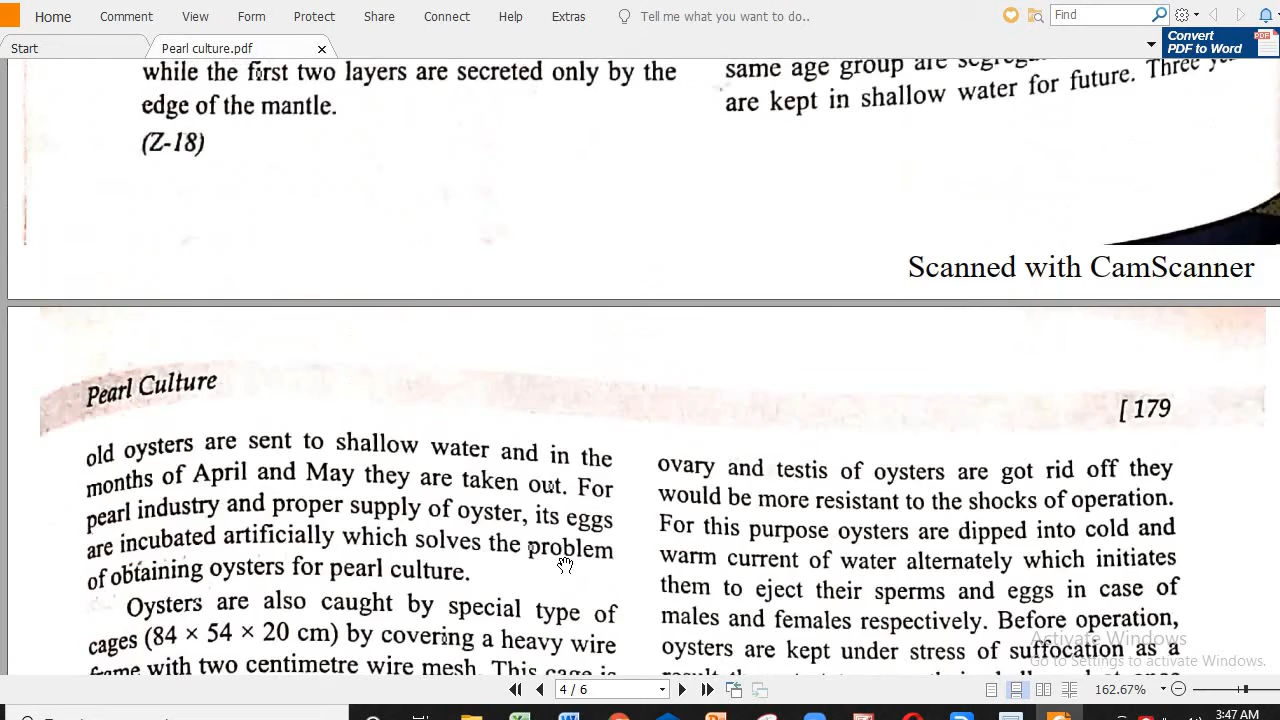 Home Comment View Form Project Share Connect Help Extras Tell me what you want to do.. Find
Start Pearl culture.pdf
Convert
PDF to Word
while the first two layers are secreted only by the
edge of the mantle.
(Z-18)
same age group are
are kept in shallow water for future. Three
Scanned with CamScanner
Pearl Culture
[ 179
old oysters are sent to shallow water and in the
months of April and May they are taken out. For
pearl industry and proper supply of oyster, its eggs
are incubated artificially which solves the problem
of obtaining oysters for pearl culture.
Oysters are also caught by special type of
cages (84 × 54 × 20 cm) by covering a heavy wire
frame with two centimetre wire mesh. This cage is
ovary and testis of oysters are got rid off they
would be more resistant to the shocks of operation.
For this purpose oysters are dipped into cold and
warm current of water alternately which initiates
them to eject their sperms and eggs in case of
males and females respectively. Before operation,
oysters are kept under stress of suffocation as a
Activate Windows
Go to Settings to activate Windows.
4 / 6
162.67%
3:47 AM